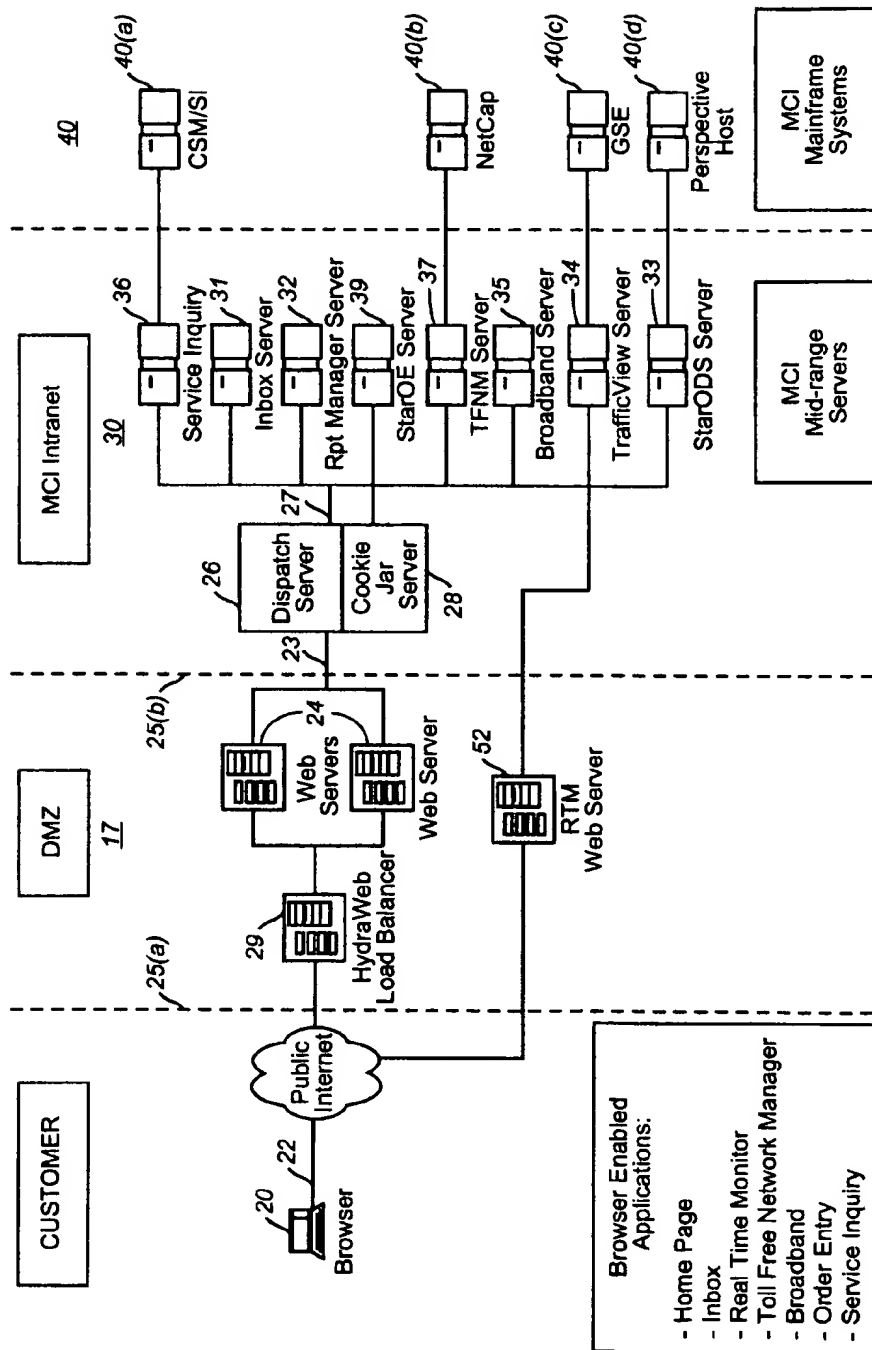 CUSTOMER
DMZ
17
MCI Intranet
30
40
25(a)
25(b)
20
Browser
22
Public
Internet
29
HydraWeb
Load Balancer
24
Web
Servers
Web Server
52
RTM
Web Server
23
26
Dispatch
Server
Cookie
Jar
Server
28
27
36
Service Inquiry
31
Inbox Server
32
Rpt Manager Server
39
StarOE Server
37
TFNM Server
35
Broadband Server
34
TrafficView Server
33
StarODS Server
40(a)
CSM/SI
40(b)
NetCap
40(c)
GSE
40(d)
Perspective
Host
Browser Enabled
Applications:
- Home Page
- Inbox
- Real Time Monitor
- Toll Free Network Manager
- Broadband
- Order Entry
- Service Inquiry
MCI
Mid-range
Servers
MCI
Mainframe
Systems